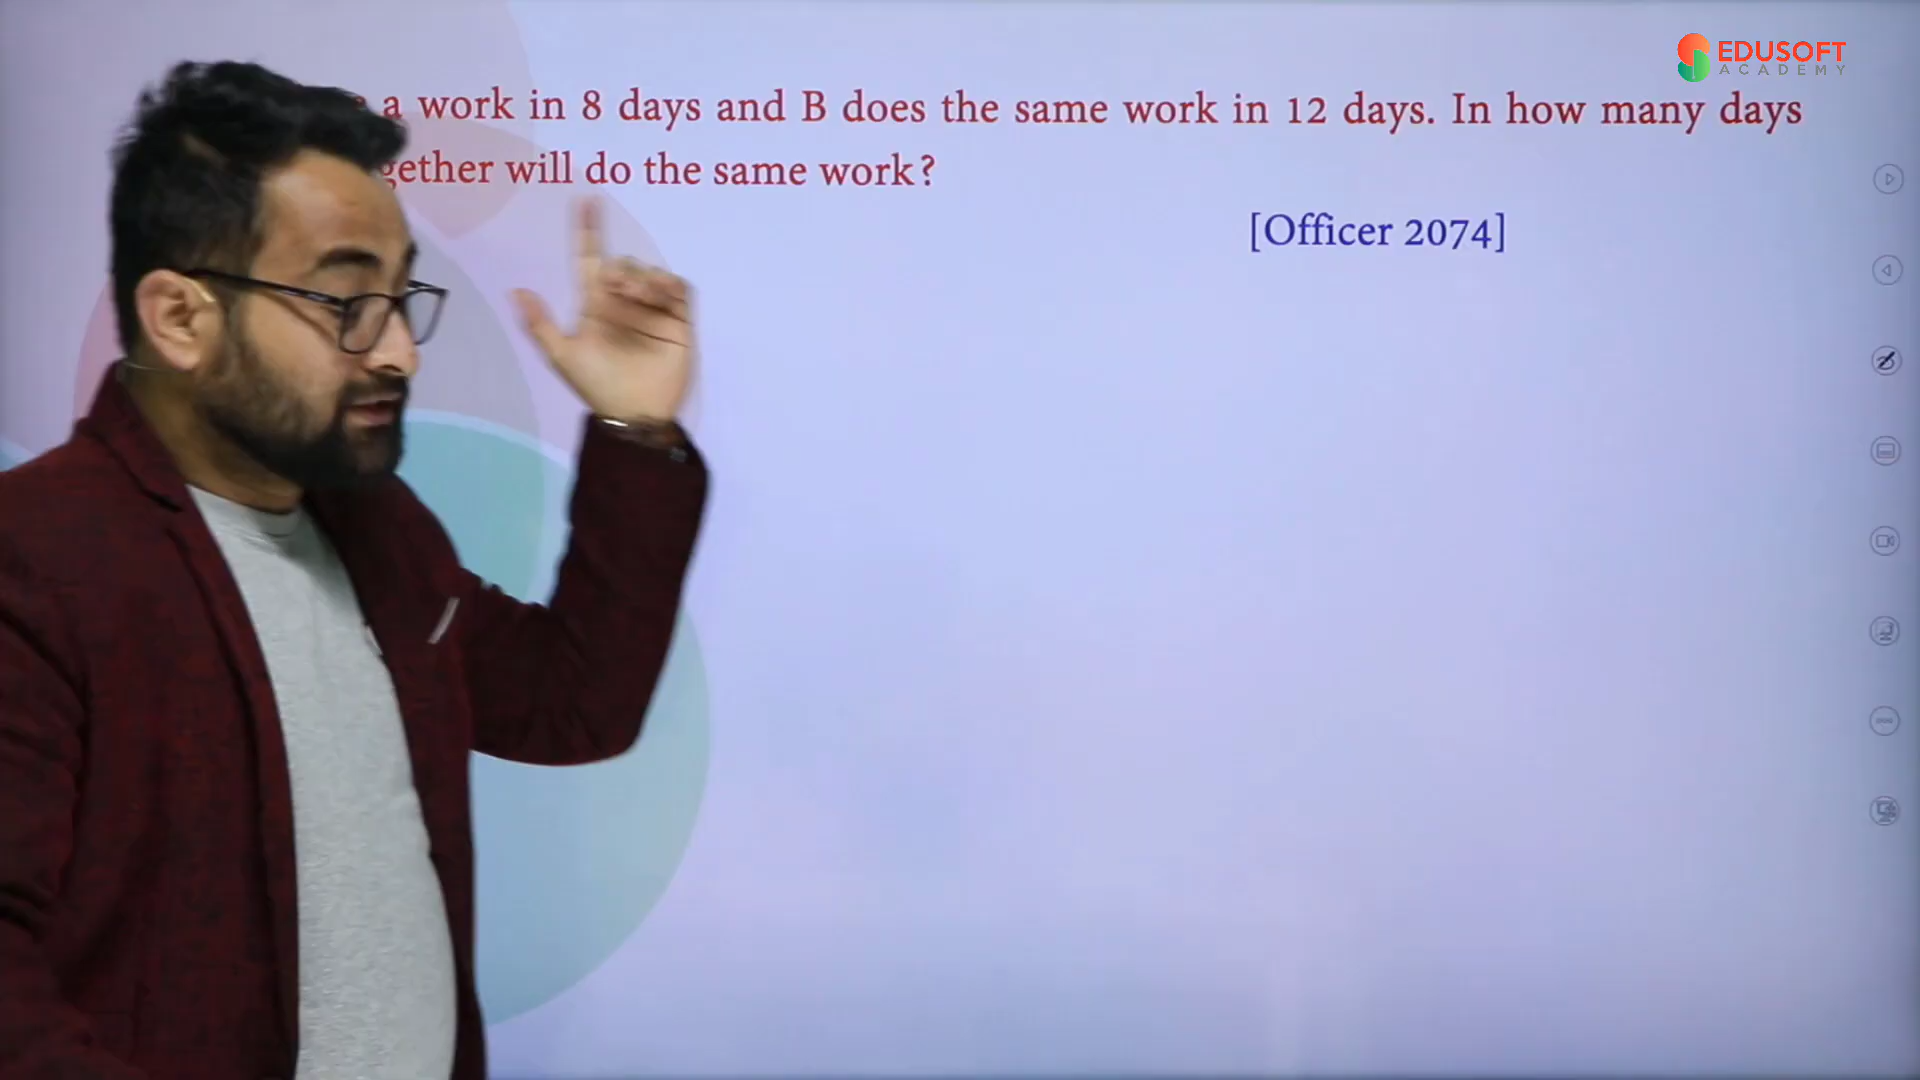 EDUSOFT
ACADEMY
a work in 8 days and B does the same work in 12 days. In how many days
will do the same work?
[Officer 2074]